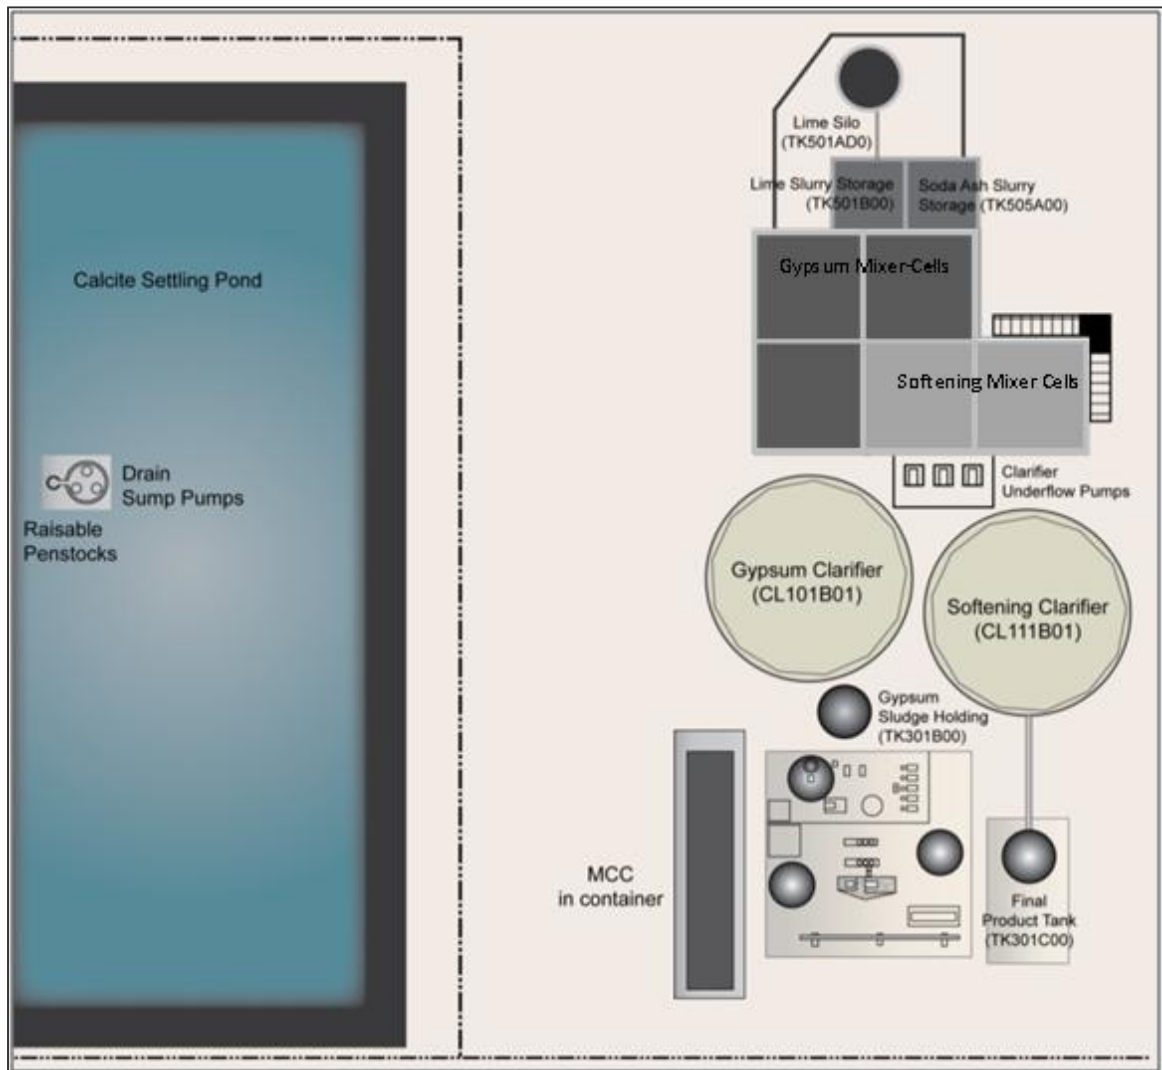 Lime Silo
(TK501AD0)
Lime Slurry Storage
(TK501B00)
Soda Ash Slurry
Storage (TK505A00)
Gypsum Mixer-Cells
Calcite Settling Pond
Softening Mixer Cells
Drain
Sump Pumps
Clarifier
Underflow Pumps
Raisable
Penstocks
Gypsum Clarifier
(CL101B01)
Softening Clarifier
(CL111B01)
Gypsum
Sludge Holding
(TK301B00)
MCC
in container
Final
Product Tank
(TK301C00)